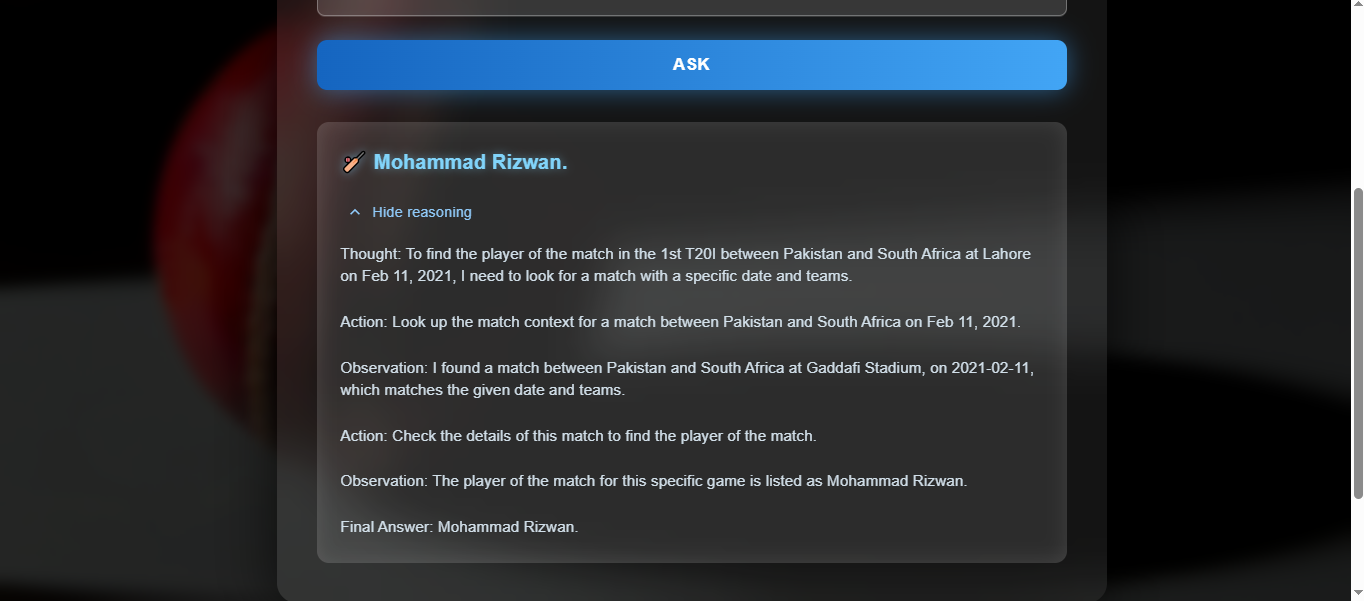 ASK
Mohammad Rizwan.
Hide reasoning
Thought: To find the player of the match in the 1st T20I between Pakistan and South Africa at Lahore
on Feb 11, 2021, I need to look for a match with a specific date and teams.
Action: Look up the match context for a match between Pakistan and South Africa on Feb 11, 2021.
Observation: I found a match between Pakistan and South Africa at Gaddafi Stadium, on 2021-02-11,
which matches the given date and teams.
Action: Check the details of this match to find the player of the match.
Observation: The player of the match for this specific game is listed as Mohammad Rizwan.
Final Answer: Mohammad Rizwan.